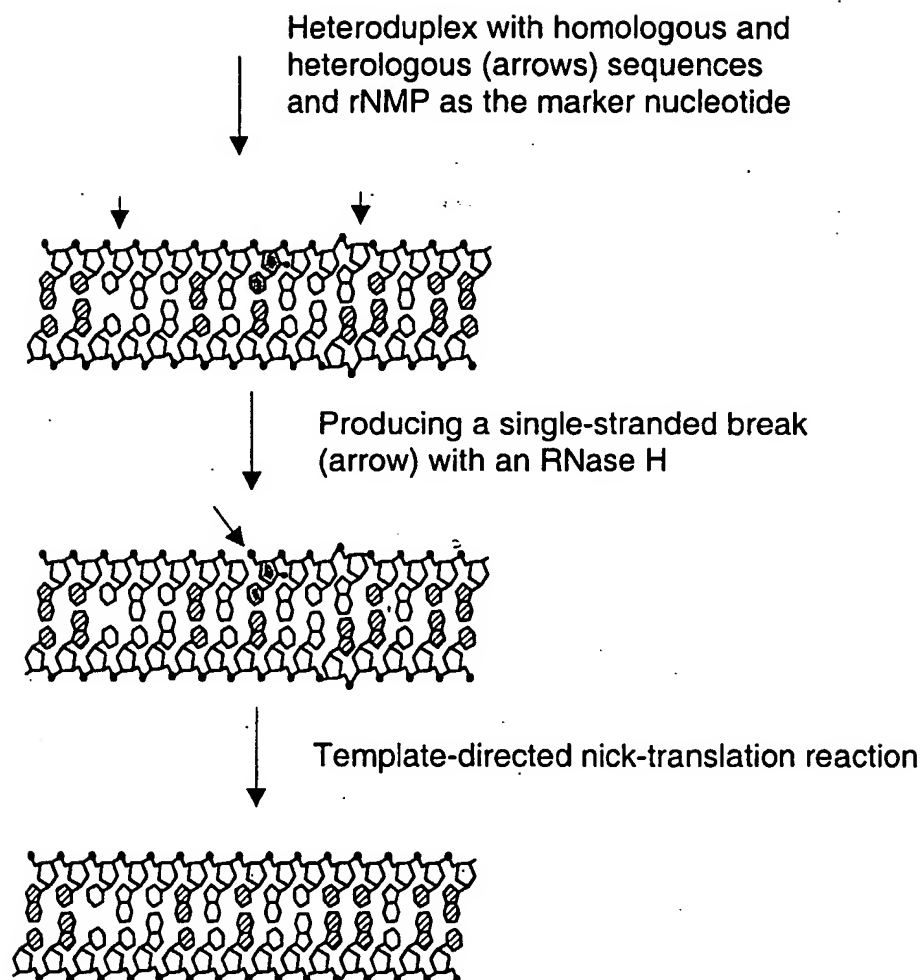 Heteroduplex with homologous and
heterologous (arrows) sequences
and rNMP as the marker nucleotide
Producing a single-stranded break
(arrow) with an RNase H
Template-directed nick-translation reaction